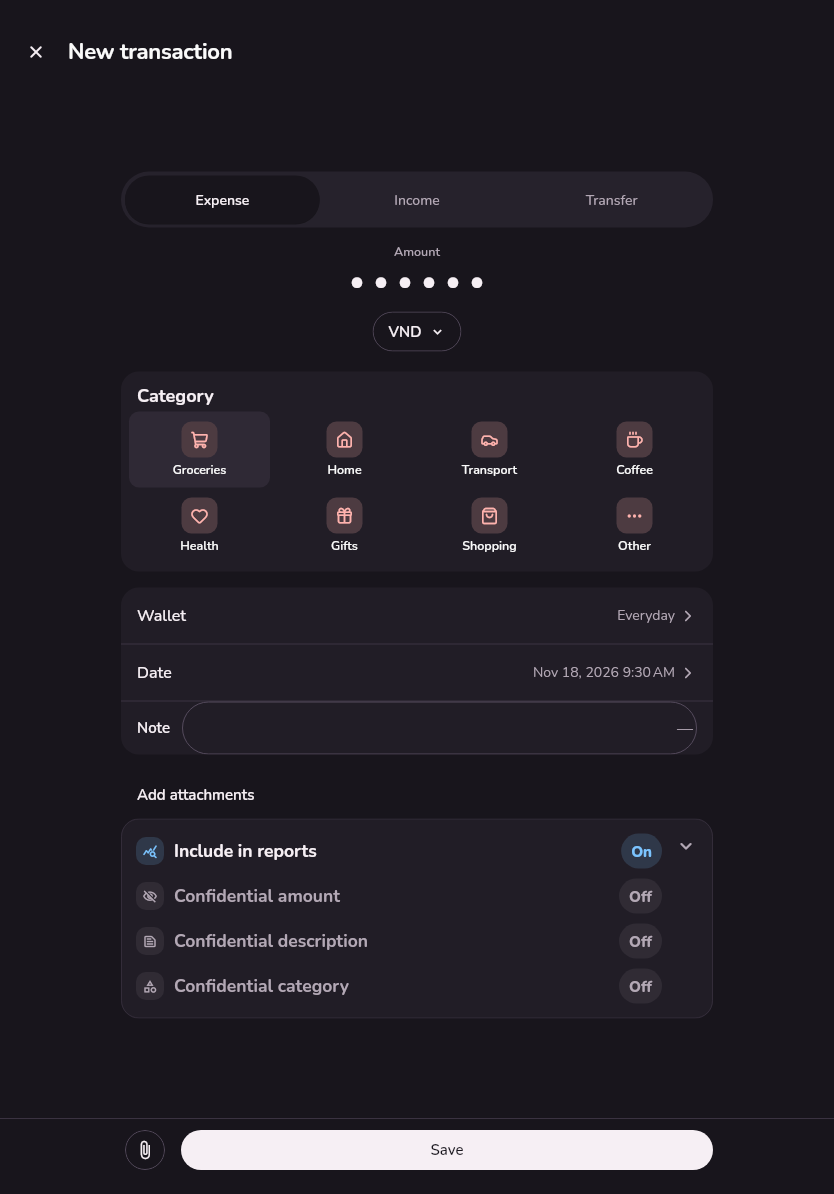 New transaction
Expense Income Transfer
Amount
VND
Category
Groceries Home Transport Coffee
Health Gifts Shopping Other
Wallet Everyday
Date Nov 18, 2026 9:30 AM
Note —
Add attachments
Include in reports On
Confidential amount Off
Confidential description Off
Confidential category Off
Save